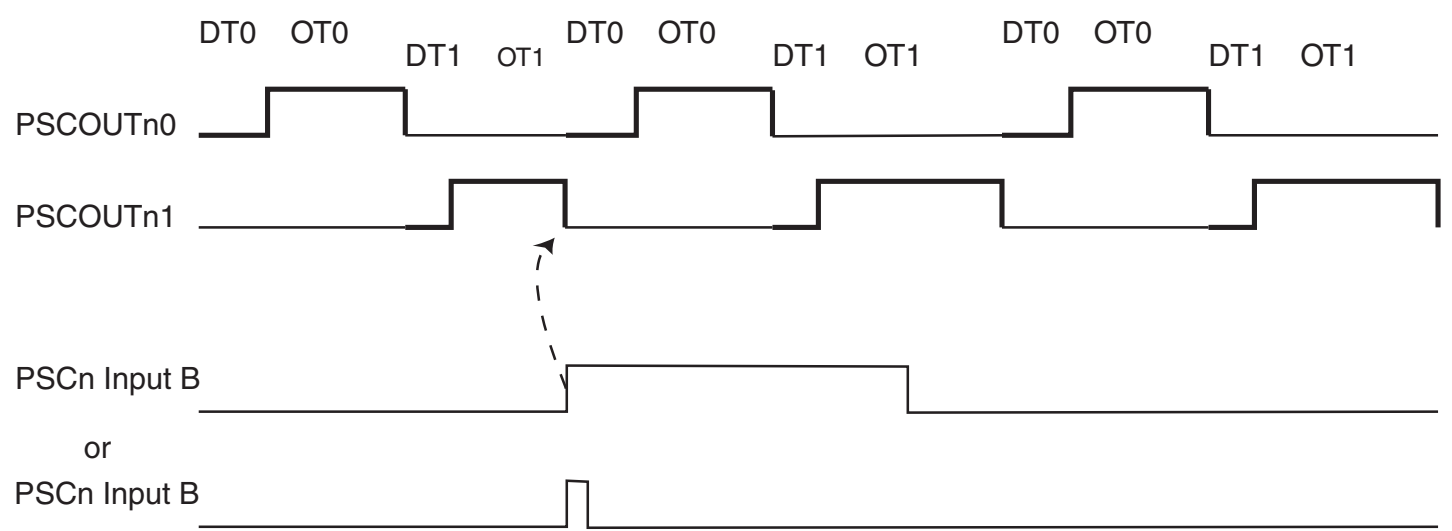 DT0 OT0 DT1 OT1 DT0 OT0 DT1 OT1 DT0 OT0 DT1 OT1
PSCOUTn0
PSCOUTn1
PSCn Input B
or
PSCn Input B